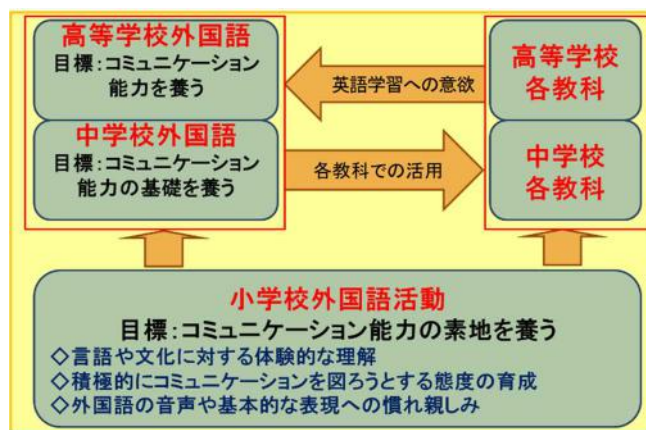 高等学校外国語
目標：コミュニケーション
能力を養う
中学校外国語
目標：コミュニケーション
能力の基礎を養う
英語学習への意欲
各教科での活用
高等学校
各教科
中学校
各教科
小学校外国語活動
目標：コミュニケーション能力の素地を養う
◇言語や文化に対する体験的な理解
◇積極的にコミュニケーションを図ろうとする態度の育成
◇外国語の音声や基本的な表現への慣れ親しみ